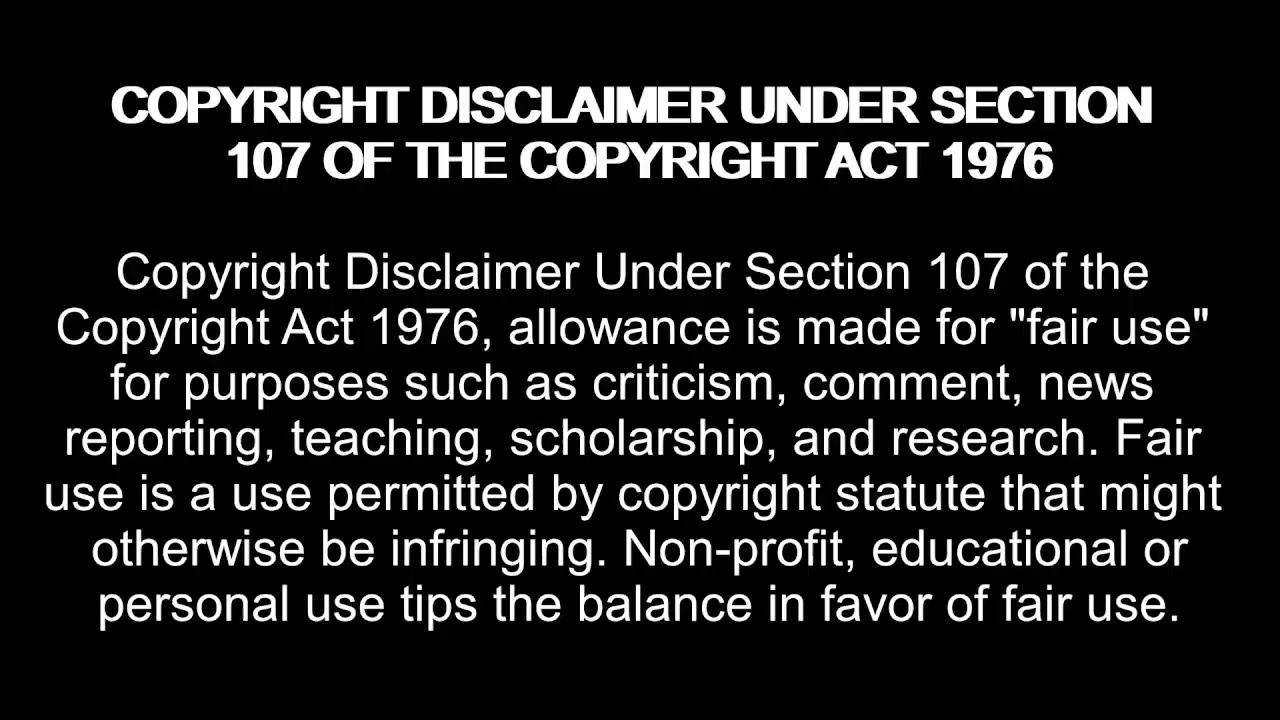 COPYRIGHT DISCLAIMER UNDER SECTION
107 OF THE COPYRIGHT ACT 1976
Copyright Disclaimer Under Section 107 of the
Copyright Act 1976, allowance is made for "fair use"
for purposes such as criticism, comment, news
reporting, teaching, scholarship, and research. Fair
use is a use permitted by copyright statute that might
otherwise be infringing. Non-profit, educational or
personal use tips the balance in favor of fair use.